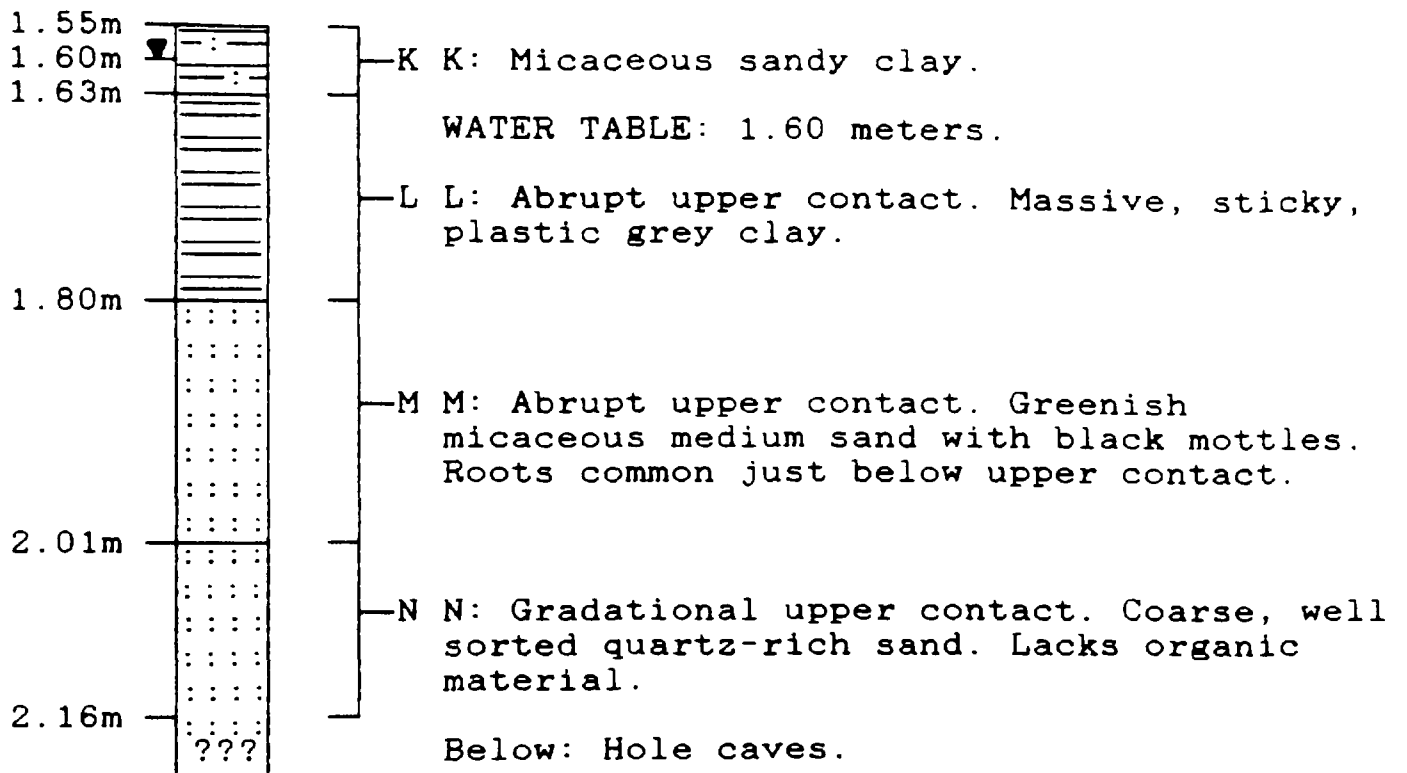 1.55m
1.60m
1.63m
K K: Micaceous sandy clay.
WATER TABLE: 1.60 meters.
L L: Abrupt upper contact. Massive, sticky,
plastic grey clay.
1.80m
M M: Abrupt upper contact. Greenish
micaceous medium sand with black mottles.
Roots common just below upper contact.
2.01m
N N: Gradational upper contact. Coarse, well
sorted quartz-rich sand. Lacks organic
material.
2.16m
???
Below: Hole caves.